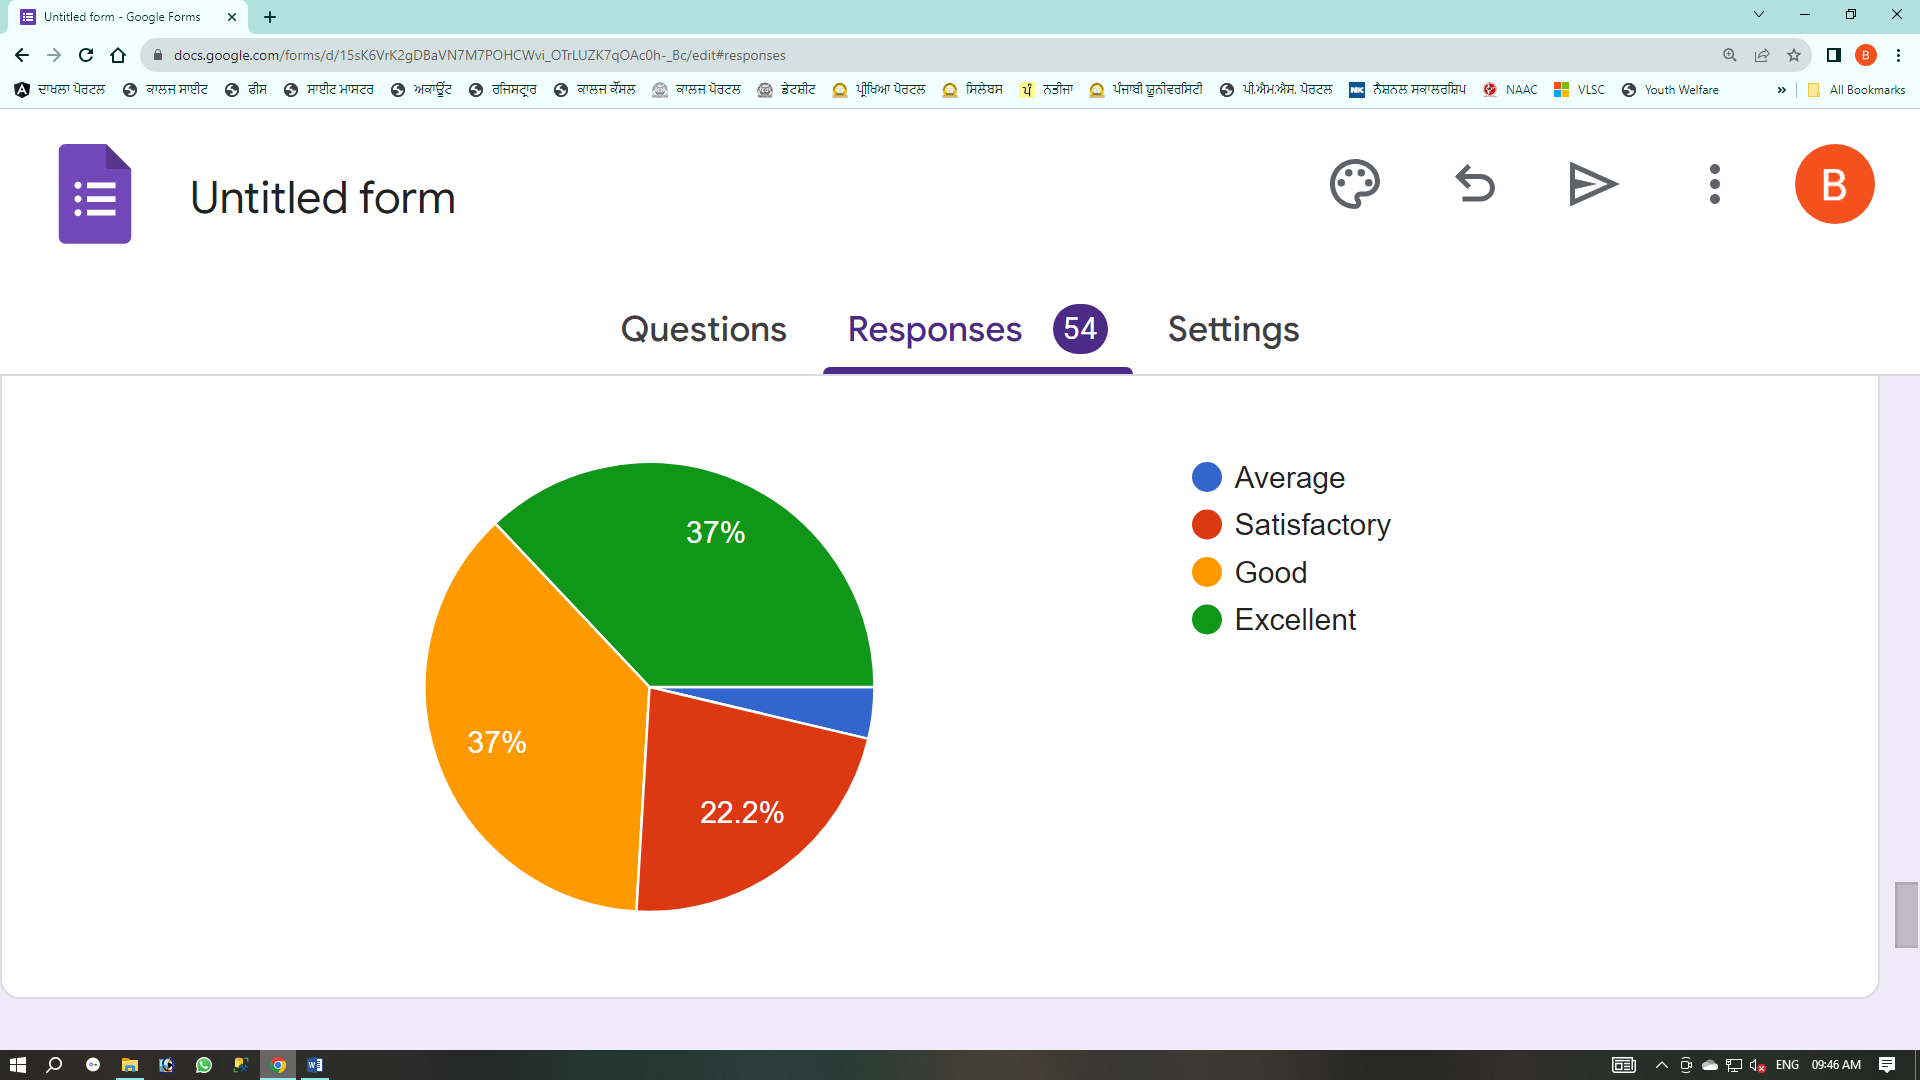 Untitled form - Google Forms
docs.google.com/forms/d/15sK6VrK2gDBaVN7M7POHCWvi_OTrLUZK7qOAc0h-_Bc/edit#responses
B
ਦਾਖਲਾ ਪੋਰਟਲ ਕਾਲਜ ਸਾਈਟ ਫੀਸ ਸਾਈਟ ਮਾਸਟਰ ਅਕਾਊਂਟ ਰਜਿਸਟ੍ਰਾਰ ਕਾਲਜ ਕੌਂਸਲ ਕਾਲਜ ਪੋਰਟਲ ਡੇਟਸ਼ੀਟ ਪ੍ਰੀਖਿਆ ਪੋਰਟਲ ਸਿਲੇਬਸ ਨਤੀਜਾ ਪੰਜਾਬੀ ਯੂਨੀਵਰਸਿਟੀ ਪੀ.ਐਮ.ਐਸ. ਪੋਰਟਲ NK ਨੈਸ਼ਨਲ ਸਕਾਲਰਸ਼ਿਪ NAAC VLSC Youth Welfare » All Bookmarks
Untitled form
B
Questions Responses 54 Settings
37%
37%
22.2%
Average
Satisfactory
Good
Excellent
ENG 09:46 AM